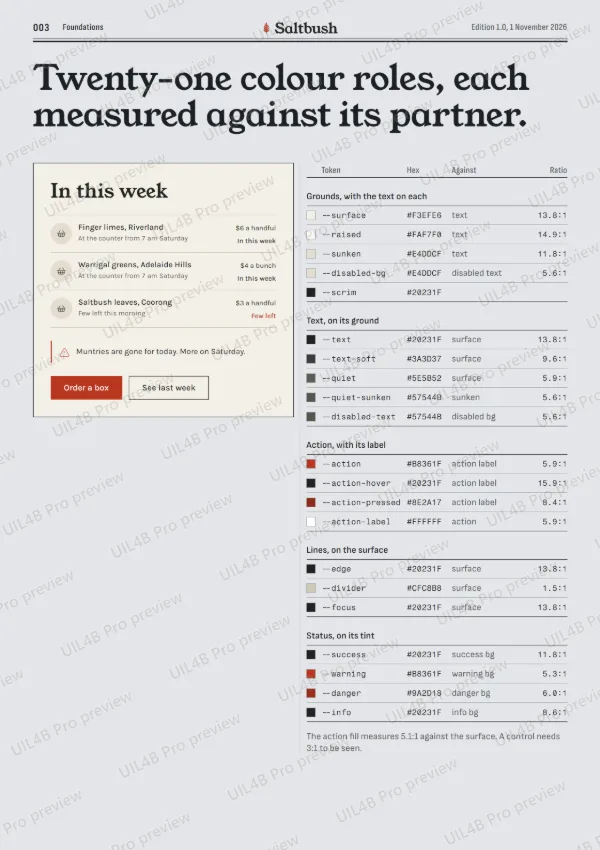 003 Foundations Saltbush Edition 1.0, 1 November 2026
Twenty-one colour roles, each
measured against its partner.
In this week
Finger limes, Riverland $6 a handful
At the counter from 7 am Saturday In this week
Warrigal greens, Adelaide Hills $4 a bunch
At the counter from 7 am Saturday In this week
Saltbush leaves, Coorong $3 a handful
Few left this morning Few left
Muntries are gone for today. More on Saturday.
Order a box See last week
Token Hex Against Ratio
Grounds, with the text on each
--surface #F3EFE6 text 13.8:1
--raised #FAF7F0 text 14.9:1
--sunken #E4DDCF text 11.8:1
--disabled-bg #E4DDCF disabled text 5.6:1
--scrim #20231F
Text, on its ground
--text #20231F surface 13.8:1
--text-soft #3A3D37 surface 9.6:1
--quiet #5E5B52 surface 5.9:1
--quiet-sunken #57544B sunken 5.6:1
--disabled-text #57544B disabled bg 5.6:1
Action, with its label
--action #B8361F action label 5.9:1
--action-hover #20231F action label 15.9:1
--action-pressed #8E2A17 action label 8.4:1
--action-label #FFFFFF action 5.9:1
Lines, on the surface
--edge #20231F surface 13.8:1
--divider #CFC8B8 surface 1.5:1
--focus #20231F surface 13.8:1
Status, on its tint
--success #20231F success bg 11.8:1
--warning #B8361F warning bg 5.3:1
--danger #9A2D18 danger bg 6.0:1
--info #20231F info bg 8.6:1
The action fill measures 5.1:1 against the surface. A control needs
3:1 to be seen.
UIL4B Pro preview